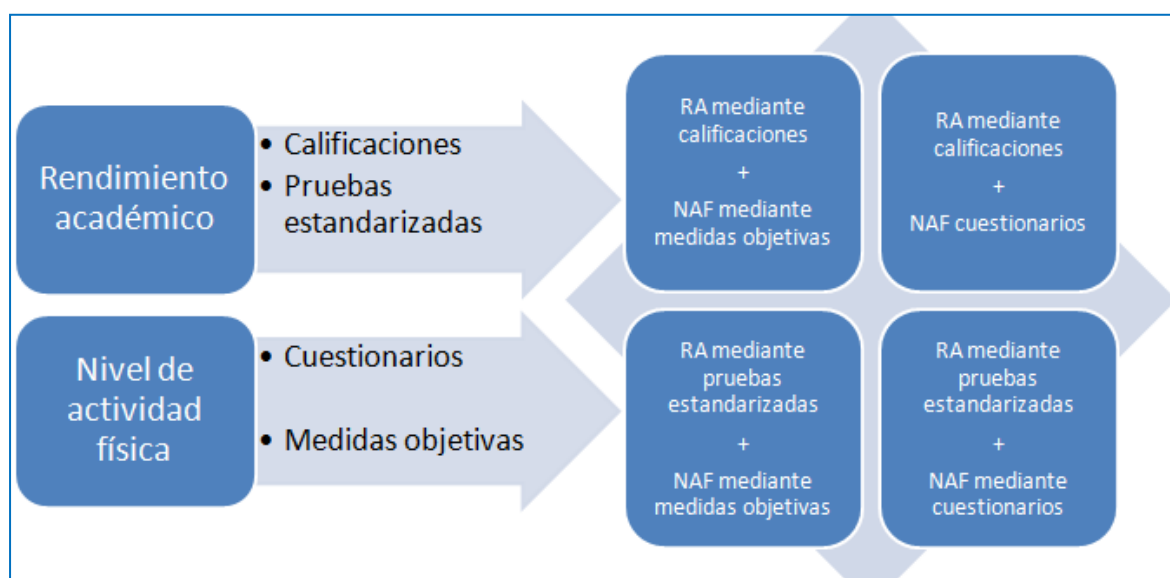 Rendimiento
académico
• Calificaciones
• Pruebas
estandarizadas
Nivel de
actividad
física
• Cuestionarios
• Medidas objetivas
RA mediante
calificaciones
+
NAF mediante
medidas objetivas
RA mediante
calificaciones
+
NAF cuestionarios
RA mediante
pruebas
estandarizadas
+
NAF mediante
medidas objetivas
RA mediante
pruebas
estandarizadas
+
NAF mediante
cuestionarios